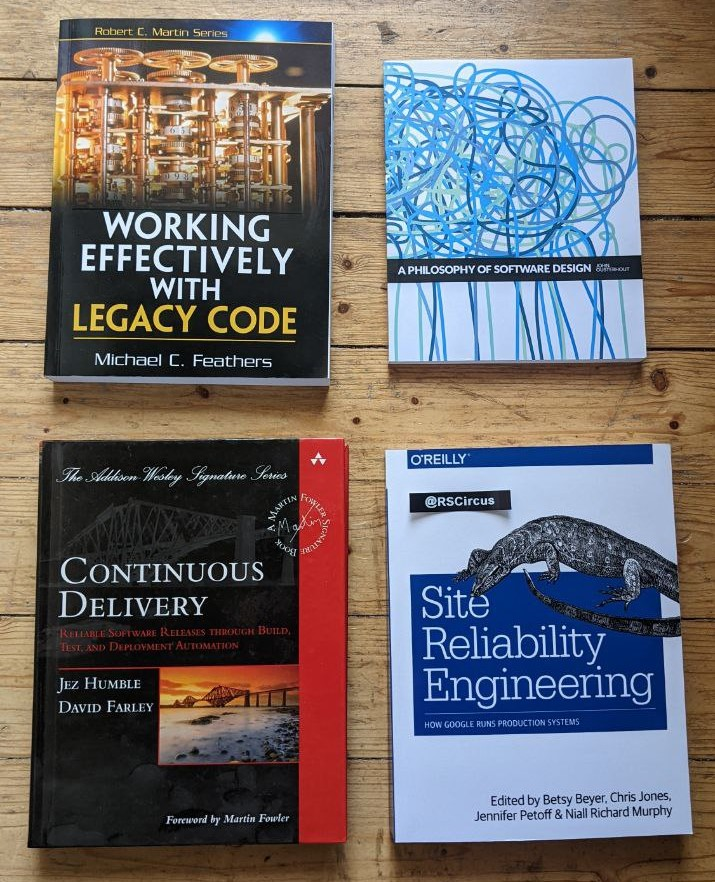 Robert C. Martin Series
WORKING
EFFECTIVELY
WITH
LEGACY CODE
Michael C. Feathers
A PHILOSOPHY OF SOFTWARE DESIGN
JOHN
OUSTERHOUT
The Addison Wesley Signature Series
A MARTIN FOWLER SIGNATURE BOOK
Martin
CONTINUOUS
DELIVERY
RELIABLE SOFTWARE RELEASES THROUGH BUILD,
TEST, AND DEPLOYMENT AUTOMATION
JEZ HUMBLE
DAVID FARLEY
Foreword by Martin Fowler
O'REILLY®
@RSCircus
Site
Reliability
Engineering
HOW GOOGLE RUNS PRODUCTION SYSTEMS
Edited by Betsy Beyer, Chris Jones,
Jennifer Petoff & Niall Richard Murphy